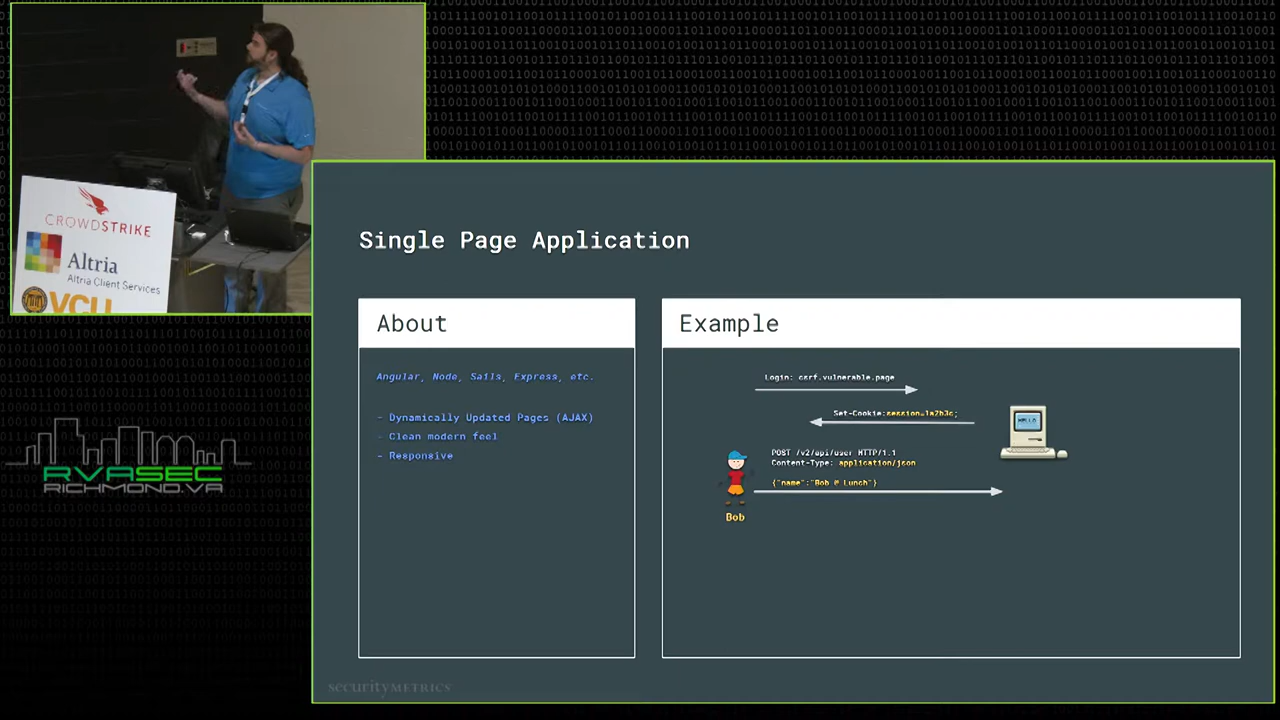 CROWDSTRIKE
Altria
Altria Client Services
VCU
RVASEC
RICHMOND.VA
Single Page Application
About
Angular, Node, Sails, Express, etc.
- Dynamically Updated Pages (AJAX)
- Clean modern feel
- Responsive
Example
Login: csrf.vulnerable.page
Set-Cookie:session=1a2b3c;
HELLO
POST /v2/api/user HTTP/1.1
Content-Type: application/json
{"name":"Bob @ Lunch"}
Bob
securityMETRICS